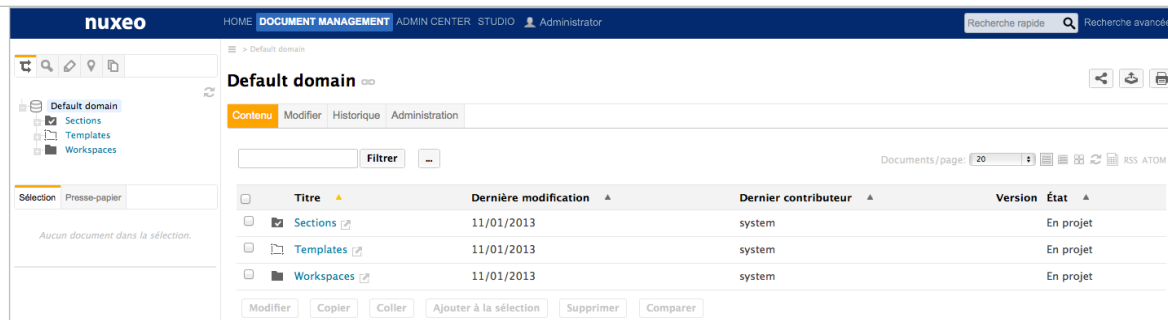 nuxeo
HOME DOCUMENT MANAGEMENT ADMIN CENTER STUDIO Administrator
Recherche rapide
Recherche avancée
> Default domain
Default domain
Default domain
Sections
Templates
Workspaces
Sélection Presse-papier
Aucun document dans la sélection.
Contenu Modifier Historique Administration
Filtrer ...
Documents/page: 20 RSS ATOM
Titre Dernière modification Dernier contributeur Version État
Sections 11/01/2013 system En projet
Templates 11/01/2013 system En projet
Workspaces 11/01/2013 system En projet
Modifier Copier Coller Ajouter à la sélection Supprimer Comparer